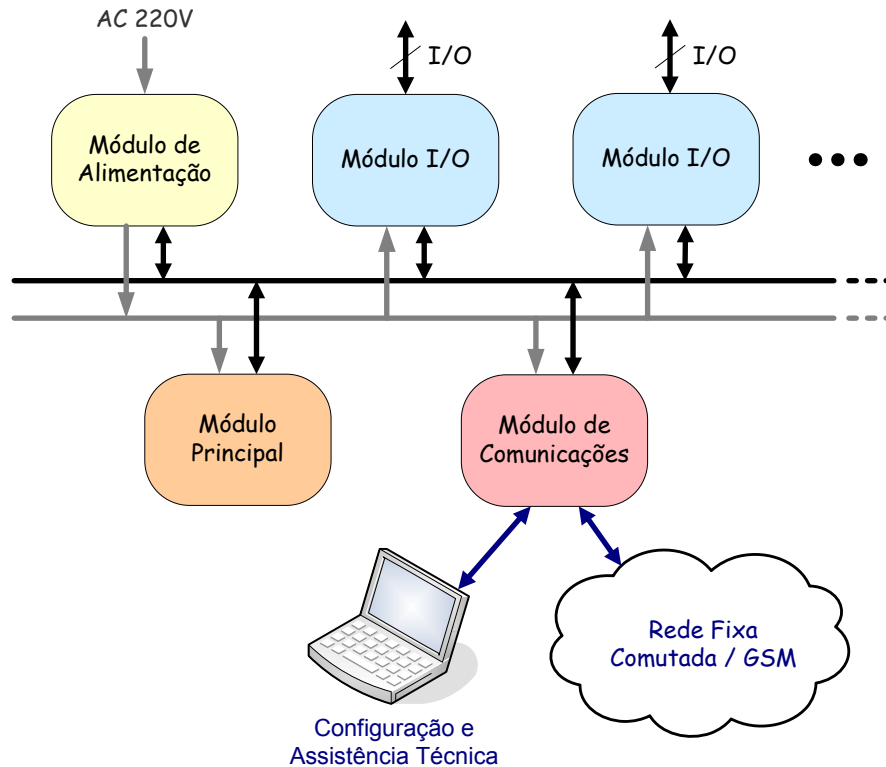 AC 220V
I/O
I/O
Módulo de
Alimentação
Módulo I/O
Módulo I/O
Módulo
Principal
Módulo de
Comunicações
Rede Fixa
Comutada / GSM
Configuração e
Assistência Técnica